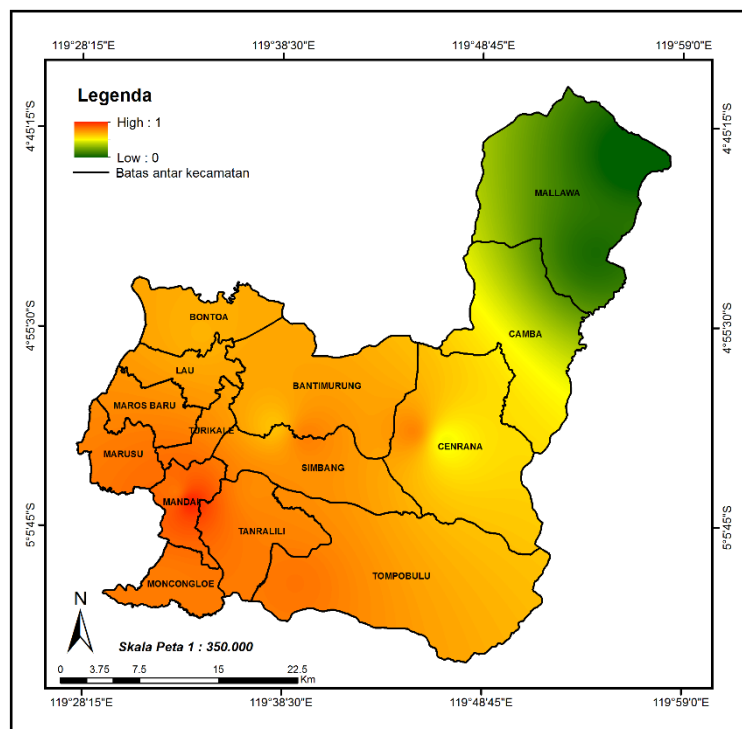 119°28'15"E 119°38'30"E 119°48'45"E 119°59'0"E
Legenda
High : 1
Low : 0
Batas antar kecamatan
4°45'15"S 4°45'15"S
MALLAWA
BONTOA
4°55'30"S 4°55'30"S
CAMBA
LAU
BANTIMURUNG
MAROS BARU
TURIKALE
MARUSU
CENRANA
SIMBANG
MANDAI
5°5'45"S 5°5'45"S
TANRALILI
TOMPOBULU
MONCONGLOE
N
Skala Peta 1 : 350.000
0 3.75 7.5 15 22.5
Km
119°28'15"E 119°38'30"E 119°48'45"E 119°59'0"E